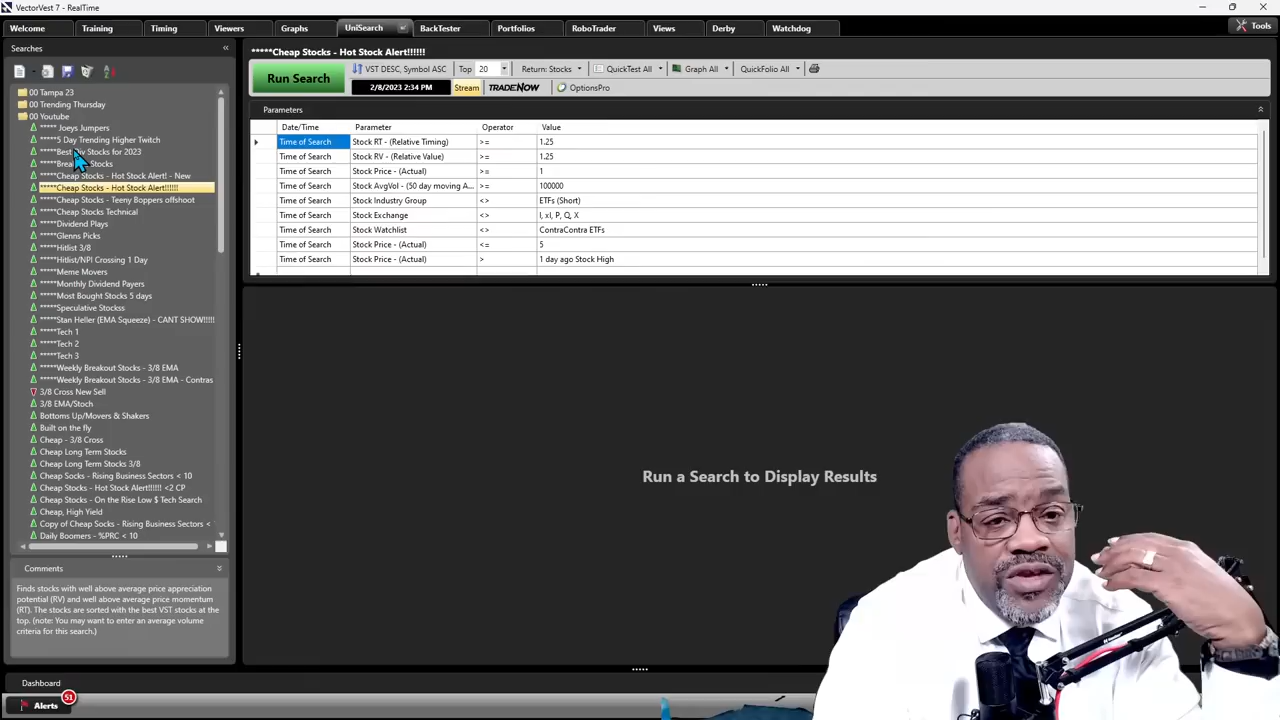 VectorVest 7 - RealTime
Welcome
Training
Timing
Viewers
Graphs
UniSearch
BackTester
Portfolios
RoboTrader
Views
Derby
Watchdog
Tools
Searches
00 Tampa 23
00 Trending Thursday
00 Youtube
***** Joeys Jumpers
*****5 Day Trending Higher Twitch
*****Best Div Stocks for 2023
*****Cheap Stocks - Hot Stock Alert! - New
*****Cheap Stocks - Hot Stock Alert!!!!!!
*****Cheap Stocks - Teeny Boppers offshoot
*****Cheap Stocks Technical
*****Dividend Plays
*****Glenns Picks
*****Hitlist 3/8
*****Hitlist/NPI Crossing 1 Day
*****Meme Movers
*****Monthly Dividend Payers
*****Most Bought Stocks 5 days
*****Speculative Stockss
*****Stan Heller (EMA Squeeze) - CANT SHOW!!!!!
*****Tech 1
*****Tech 2
*****Tech 3
*****Weekly Breakout Stocks - 3/8 EMA
*****Weekly Breakout Stocks - 3/8 EMA - Contras
3/8 Cross New Sell
3/8 EMA/Stoch
Bottoms Up/Movers & Shakers
Built on the fly
Cheap - 3/8 Cross
Cheap Long Term Stocks
Cheap Long Term Stocks 3/8
Cheap Socks - Rising Business Sectors < 10
Cheap Stocks - Hot Stock Alert!!!!!! <2 CP
Cheap Stocks - On the Rise Low $ Tech Search
Cheap, High Yield
Copy of Cheap Socks - Rising Business Sectors <
Daily Boomers - %PRC < 10
Comments
Finds stocks with well above average price appreciation
potential (RV) and well above average price momentum
(RT). The stocks are sorted with the best VST stocks at the
top. (note: You may want to enter an average volume
criteria for this search.)
*****Cheap Stocks - Hot Stock Alert!!!!!!
Run Search
VST DESC, Symbol ASC
Top 20
Return: Stocks
QuickTest All
Graph All
QuickFolio All
2/8/2023 2:34 PM
Stream
TRADENOW
OptionsPro
Parameters
Date/Time Parameter Operator Value
Time of Search Stock RT - (Relative Timing) >= 1.25
Time of Search Stock RV - (Relative Value) >= 1.25
Time of Search Stock Price - (Actual) >= 1
Time of Search Stock AvgVol - (50 day moving A... >= 100000
Time of Search Stock Industry Group <> ETFs (Short)
Time of Search Stock Exchange <> I, xI, P, Q, X
Time of Search Stock Watchlist <> ContraContra ETFs
Time of Search Stock Price - (Actual) <= 5
Time of Search Stock Price - (Actual) > 1 day ago Stock High
Run a Search to Display Results
Dashboard
Alerts
51